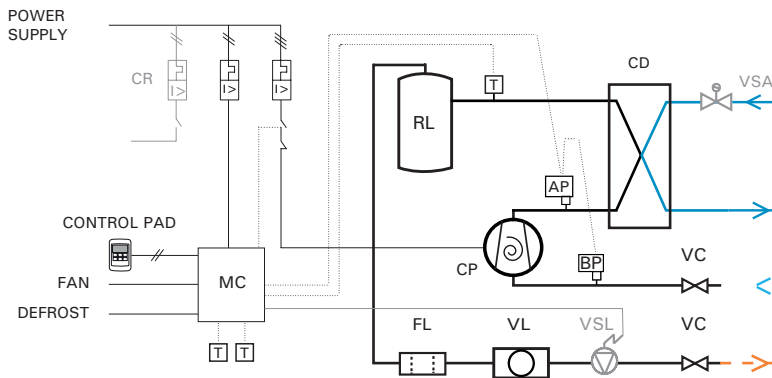 POWER
SUPPLY
CR
I>
I>
I>
T
CD
VSA
RL
AP
CONTROL PAD
CP
BP
VC
FAN
MC
DEFROST
FL
VL
VSL
VC
T
T